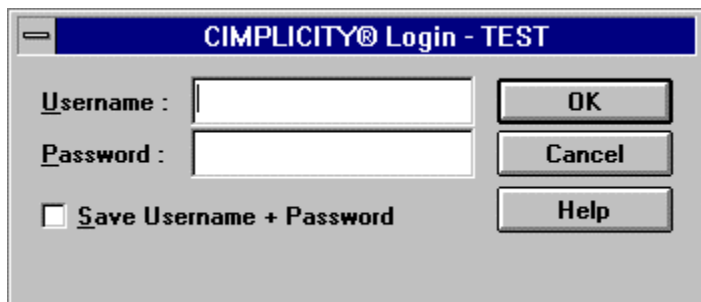 CIMPLICITY® Login - TEST
Username :
OK
Password :
Cancel
Save Username + Password
Help